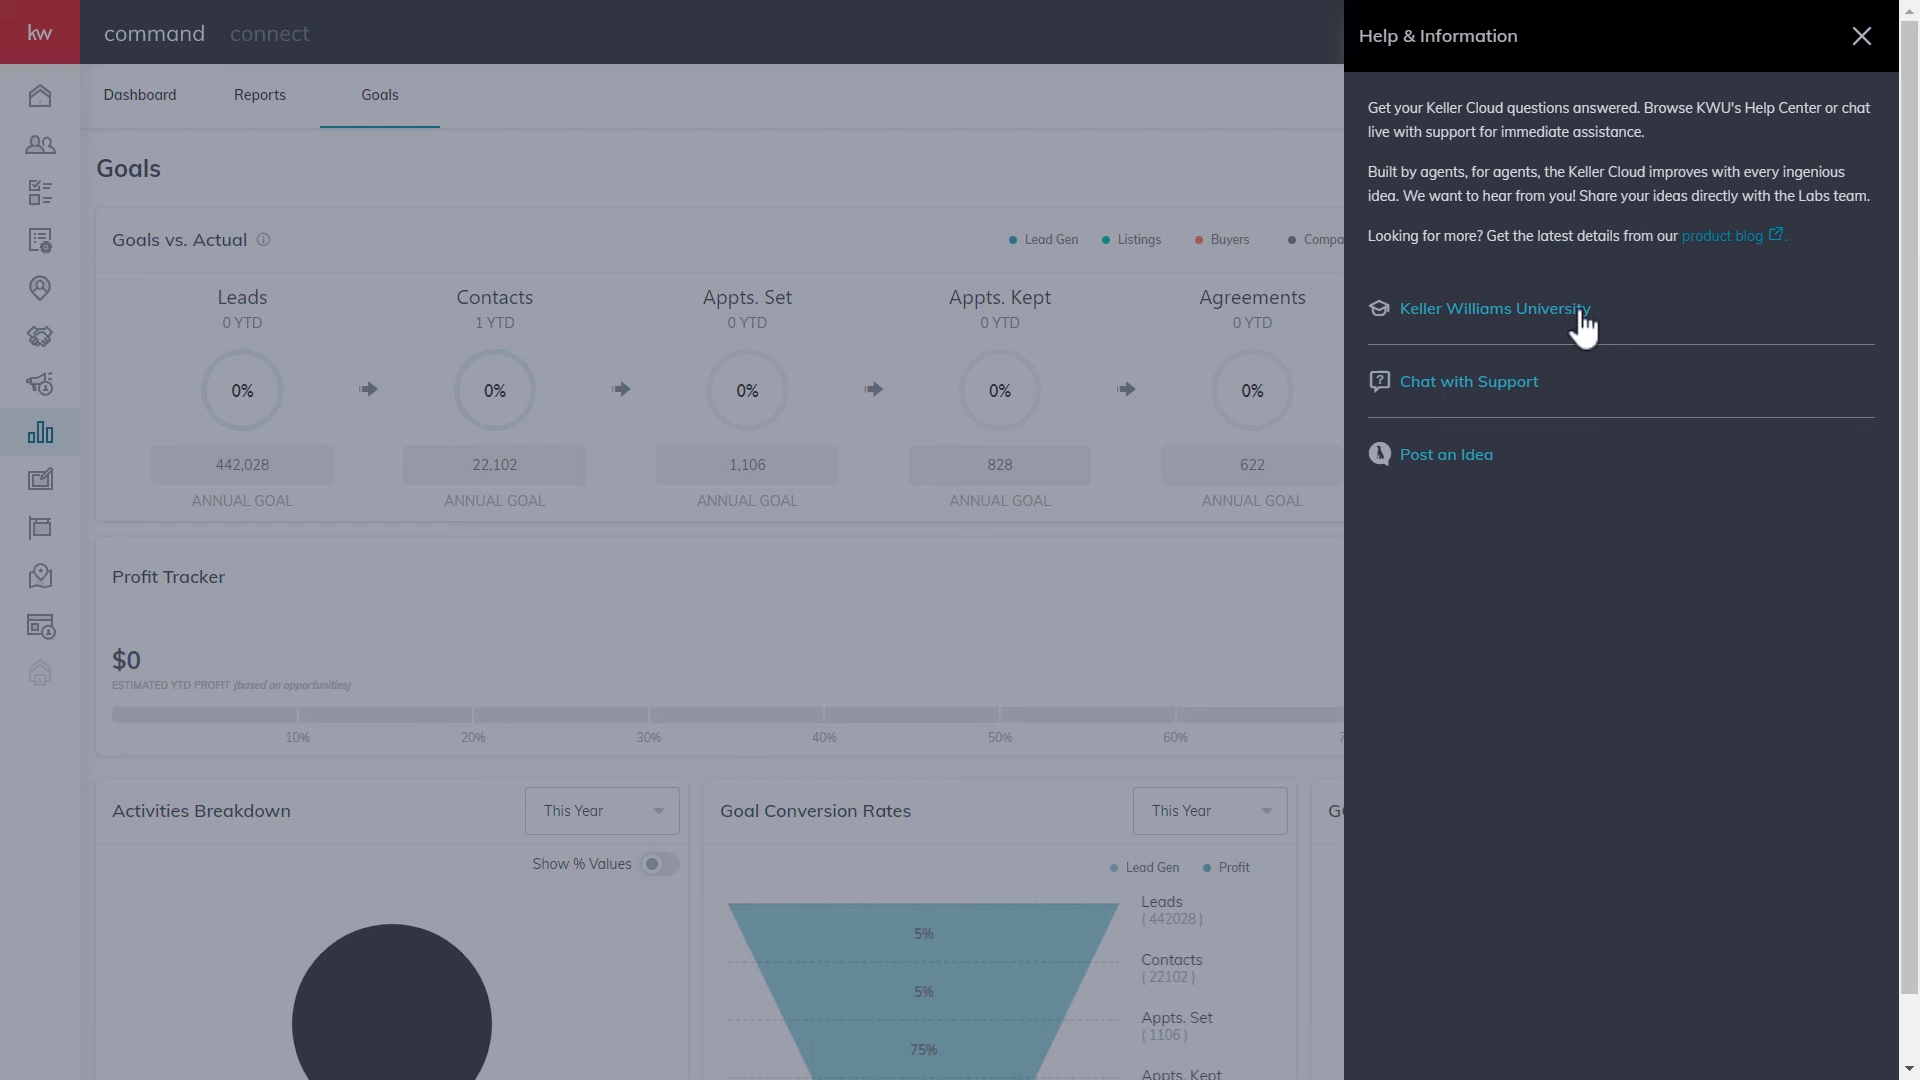 kw
command
connect
Dashboard
Reports
Goals
Goals
Goals vs. Actual
Lead Gen
Listings
Buyers
Compa
Leads
0 YTD
0%
442,028
ANNUAL GOAL
Contacts
1 YTD
0%
22,102
ANNUAL GOAL
Appts. Set
0 YTD
0%
1,106
ANNUAL GOAL
Appts. Kept
0 YTD
0%
828
ANNUAL GOAL
Agreements
0 YTD
0%
622
ANNUAL GOAL
Profit Tracker
$0
ESTIMATED YTD PROFIT (based on opportunities)
10%
20%
30%
40%
50%
60%
7
Activities Breakdown
This Year
Show % Values
Goal Conversion Rates
This Year
Lead Gen
Profit
5%
5%
75%
Leads
( 442028 )
Contacts
( 22102 )
Appts. Set
( 1106 )
Appts. Kept
Help & Information
Get your Keller Cloud questions answered. Browse KWU's Help Center or chat
live with support for immediate assistance.
Built by agents, for agents, the Keller Cloud improves with every ingenious
idea. We want to hear from you! Share your ideas directly with the Labs team.
Looking for more? Get the latest details from our product blog.
Keller Williams University
Chat with Support
Post an Idea